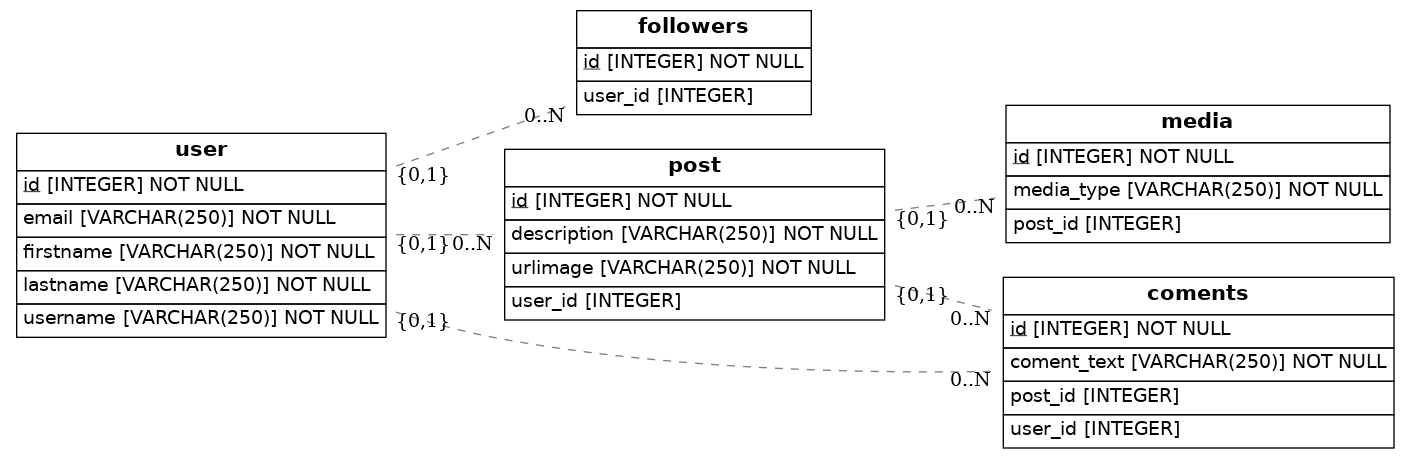 followers
id [INTEGER] NOT NULL
user_id [INTEGER]
0..N
{0,1}
user
id [INTEGER] NOT NULL
email [VARCHAR(250)] NOT NULL
firstname [VARCHAR(250)] NOT NULL
lastname [VARCHAR(250)] NOT NULL
username [VARCHAR(250)] NOT NULL
{0,1}
0..N
{0,1}
0..N
post
id [INTEGER] NOT NULL
description [VARCHAR(250)] NOT NULL
urlimage [VARCHAR(250)] NOT NULL
user_id [INTEGER]
{0,1}
0..N
{0,1}
0..N
media
id [INTEGER] NOT NULL
media_type [VARCHAR(250)] NOT NULL
post_id [INTEGER]
coments
id [INTEGER] NOT NULL
coment_text [VARCHAR(250)] NOT NULL
post_id [INTEGER]
user_id [INTEGER]